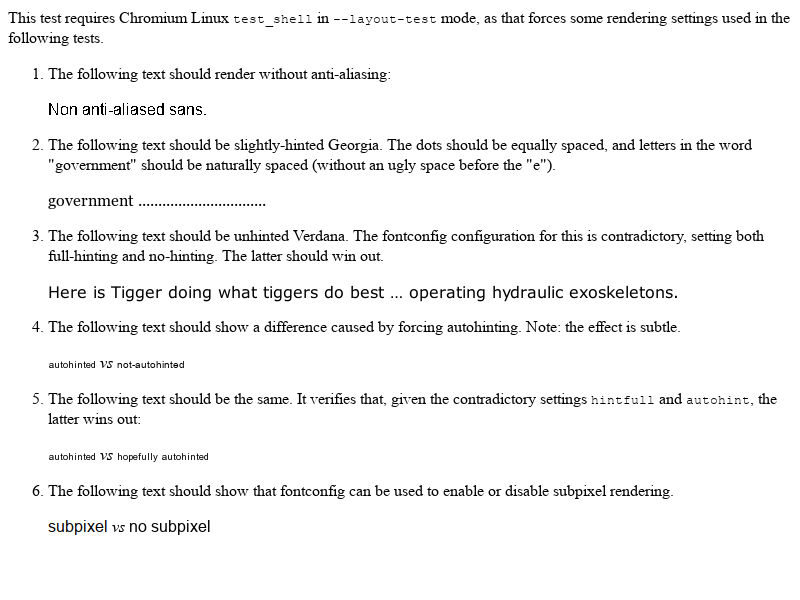 This test requires Chromium Linux test_shell in --layout-test mode, as that forces some rendering settings used in the
following tests.
1. The following text should render without anti-aliasing:
Non anti-aliased sans.
2. The following text should be slightly-hinted Georgia. The dots should be equally spaced, and letters in the word
"government" should be naturally spaced (without an ugly space before the "e").
government ................................
3. The following text should be unhinted Verdana. The fontconfig configuration for this is contradictory, setting both
full-hinting and no-hinting. The latter should win out.
Here is Tigger doing what tiggers do best … operating hydraulic exoskeletons.
4. The following text should show a difference caused by forcing autohinting. Note: the effect is subtle.
autohinted vs not-autohinted
5. The following text should be the same. It verifies that, given the contradictory settings hintfull and autohint, the
latter wins out:
autohinted vs hopefully autohinted
6. The following text should show that fontconfig can be used to enable or disable subpixel rendering.
subpixel vs no subpixel